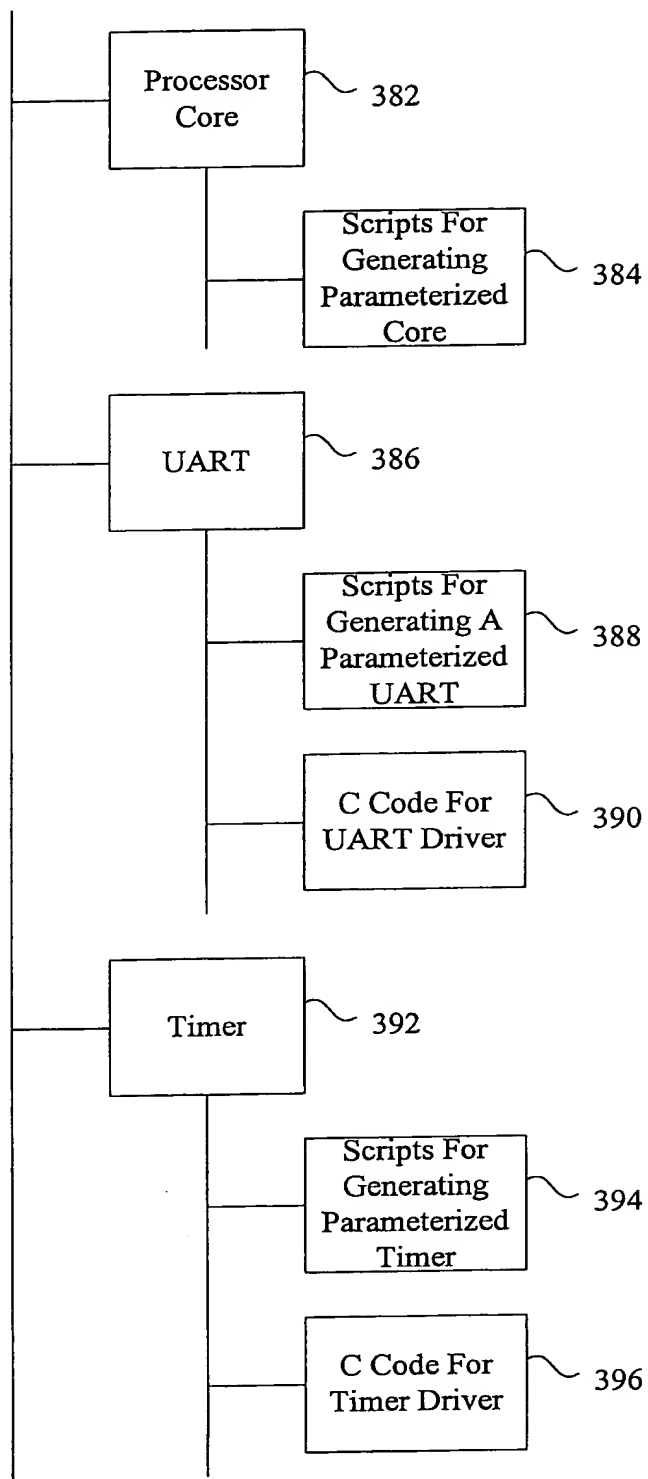 Processor
Core
382
Scripts For
Generating
Parameterized
Core
384
UART
386
Scripts For
Generating A
Parameterized
UART
388
C Code For
UART Driver
390
Timer
392
Scripts For
Generating
Parameterized
Timer
394
C Code For
Timer Driver
396